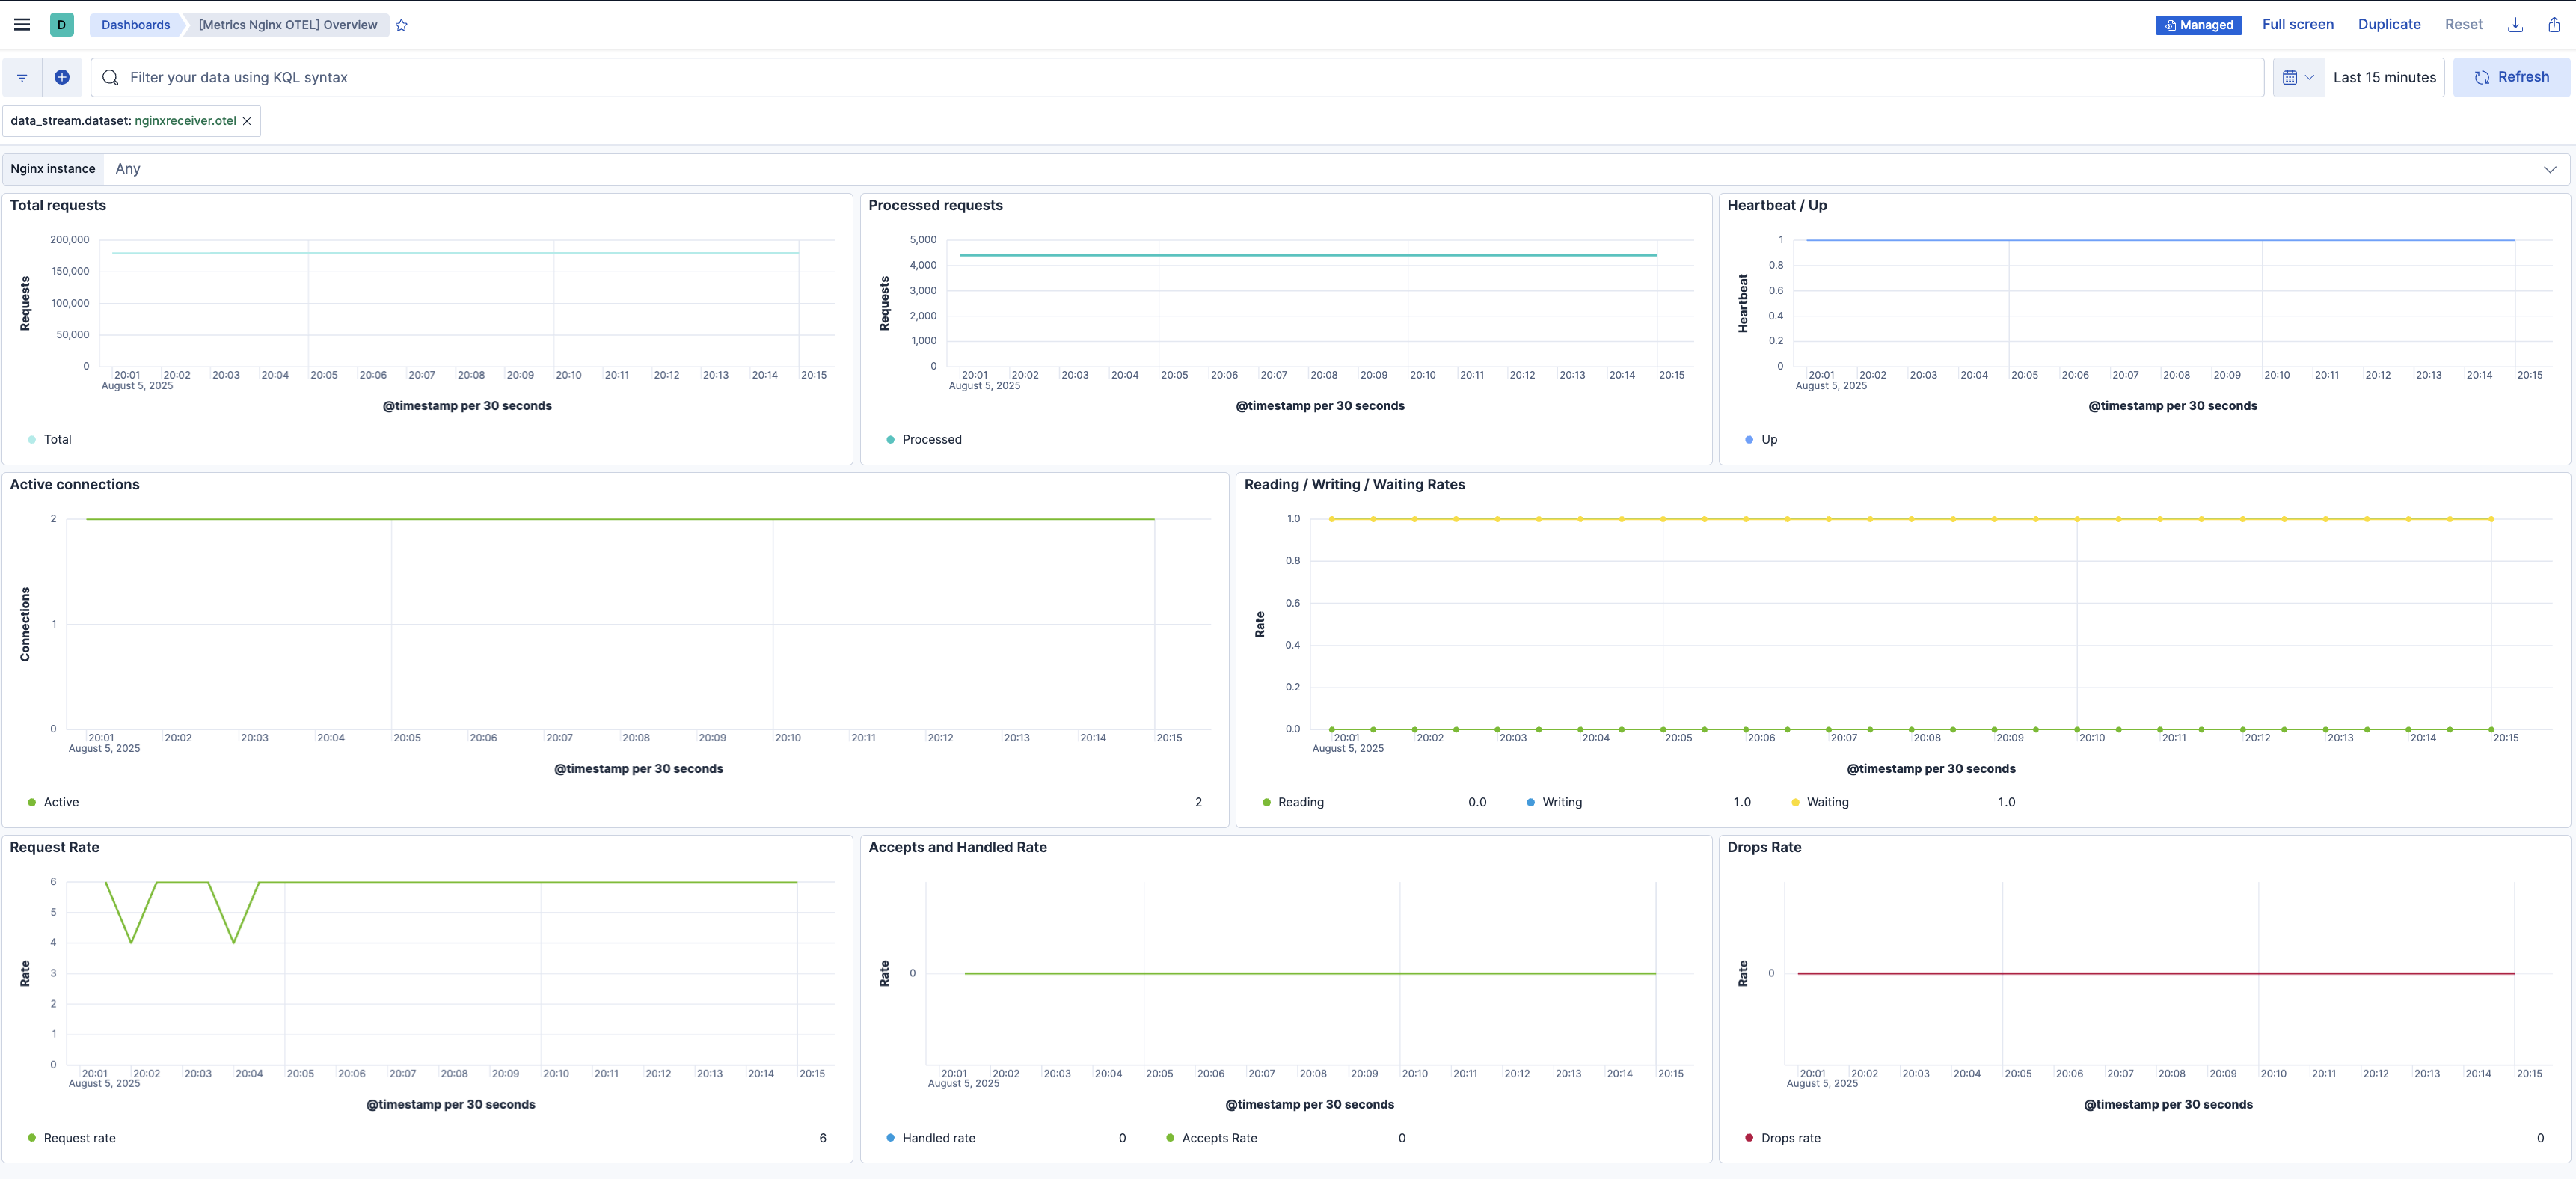 D Dashboards [Metrics Nginx OTEL] Overview Managed Full screen Duplicate Reset
Filter your data using KQL syntax Last 15 minutes Refresh
data_stream.dataset: nginxreceiver.otel ×
Nginx instance Any
Total requests
200,000
150,000
100,000
50,000
0
Requests
20:01 20:02 20:03 20:04 20:05 20:06 20:07 20:08 20:09 20:10 20:11 20:12 20:13 20:14 20:15
August 5, 2025
@timestamp per 30 seconds
Total
Processed requests
5,000
4,000
3,000
2,000
1,000
0
Requests
20:01 20:02 20:03 20:04 20:05 20:06 20:07 20:08 20:09 20:10 20:11 20:12 20:13 20:14 20:15
August 5, 2025
@timestamp per 30 seconds
Processed
Heartbeat / Up
1
0.8
0.6
0.4
0.2
0
Heartbeat
20:01 20:02 20:03 20:04 20:05 20:06 20:07 20:08 20:09 20:10 20:11 20:12 20:13 20:14 20:15
August 5, 2025
@timestamp per 30 seconds
Up
Active connections
2
1
0
Connections
20:01 20:02 20:03 20:04 20:05 20:06 20:07 20:08 20:09 20:10 20:11 20:12 20:13 20:14 20:15
August 5, 2025
@timestamp per 30 seconds
Active 2
Reading / Writing / Waiting Rates
1.0
0.8
0.6
0.4
0.2
0.0
Rate
20:01 20:02 20:03 20:04 20:05 20:06 20:07 20:08 20:09 20:10 20:11 20:12 20:13 20:14 20:15
August 5, 2025
@timestamp per 30 seconds
Reading 0.0 Writing 1.0 Waiting 1.0
Request Rate
6
5
4
3
2
1
0
Rate
20:01 20:02 20:03 20:04 20:05 20:06 20:07 20:08 20:09 20:10 20:11 20:12 20:13 20:14 20:15
August 5, 2025
@timestamp per 30 seconds
Request rate 6
Accepts and Handled Rate
0
Rate
20:01 20:02 20:03 20:04 20:05 20:06 20:07 20:08 20:09 20:10 20:11 20:12 20:13 20:14 20:15
August 5, 2025
@timestamp per 30 seconds
Handled rate 0 Accepts Rate 0
Drops Rate
0
Rate
20:01 20:02 20:03 20:04 20:05 20:06 20:07 20:08 20:09 20:10 20:11 20:12 20:13 20:14 20:15
August 5, 2025
@timestamp per 30 seconds
Drops rate 0